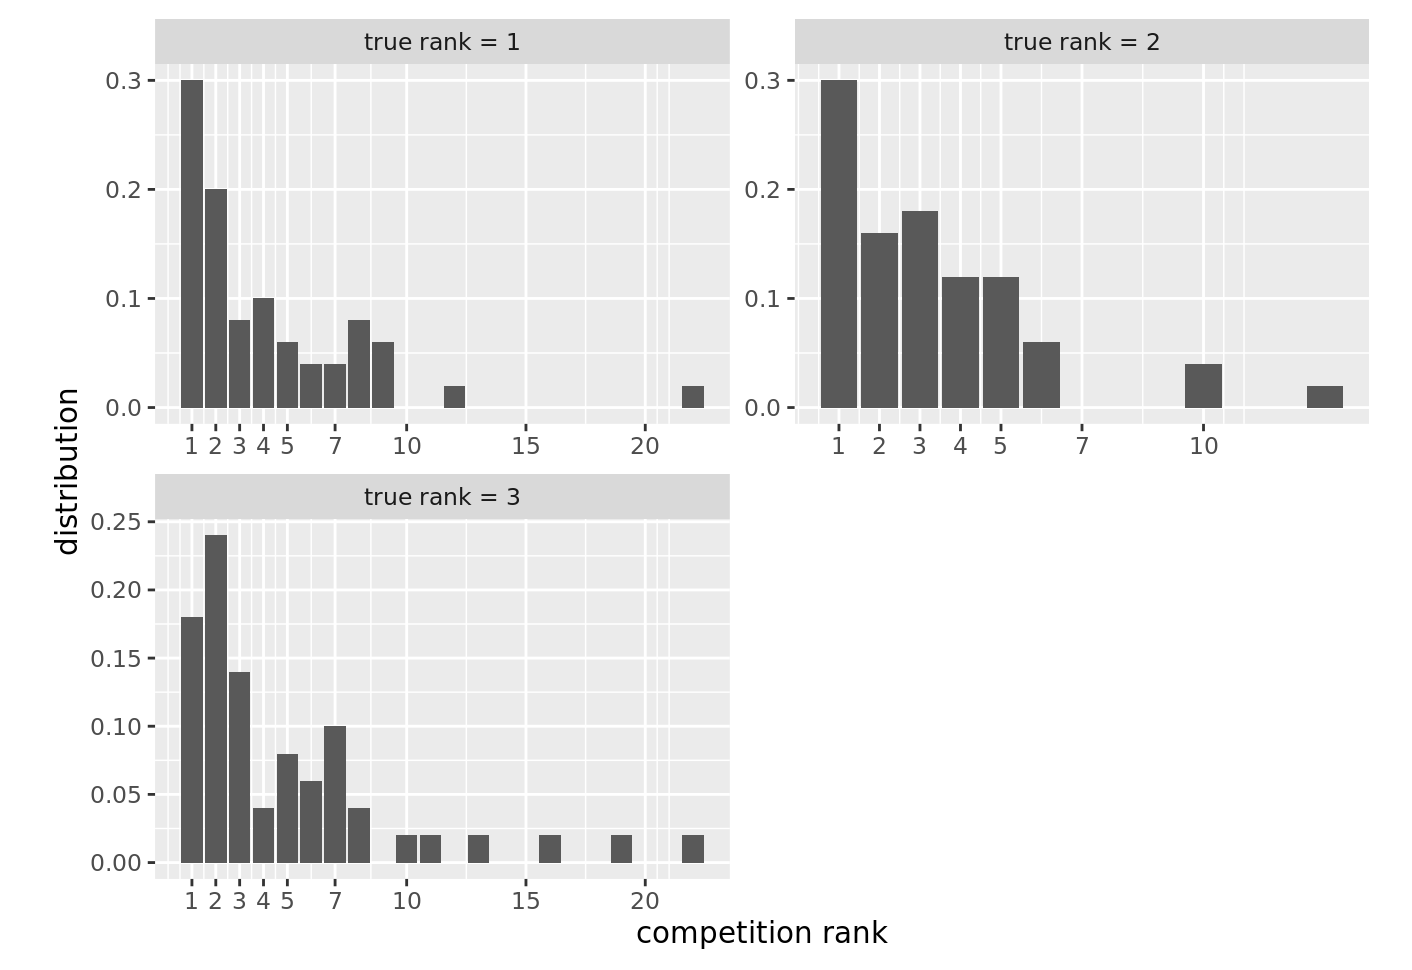 true rank = 1
true rank = 2
0.3
0.2
0.1
0.0
1 2 3 4 5 7 10 15 20
0.3
0.2
0.1
0.0
1 2 3 4 5 7 10
true rank = 3
0.25
0.20
0.15
0.10
0.05
0.00
1 2 3 4 5 7 10 15 20
distribution
competition rank